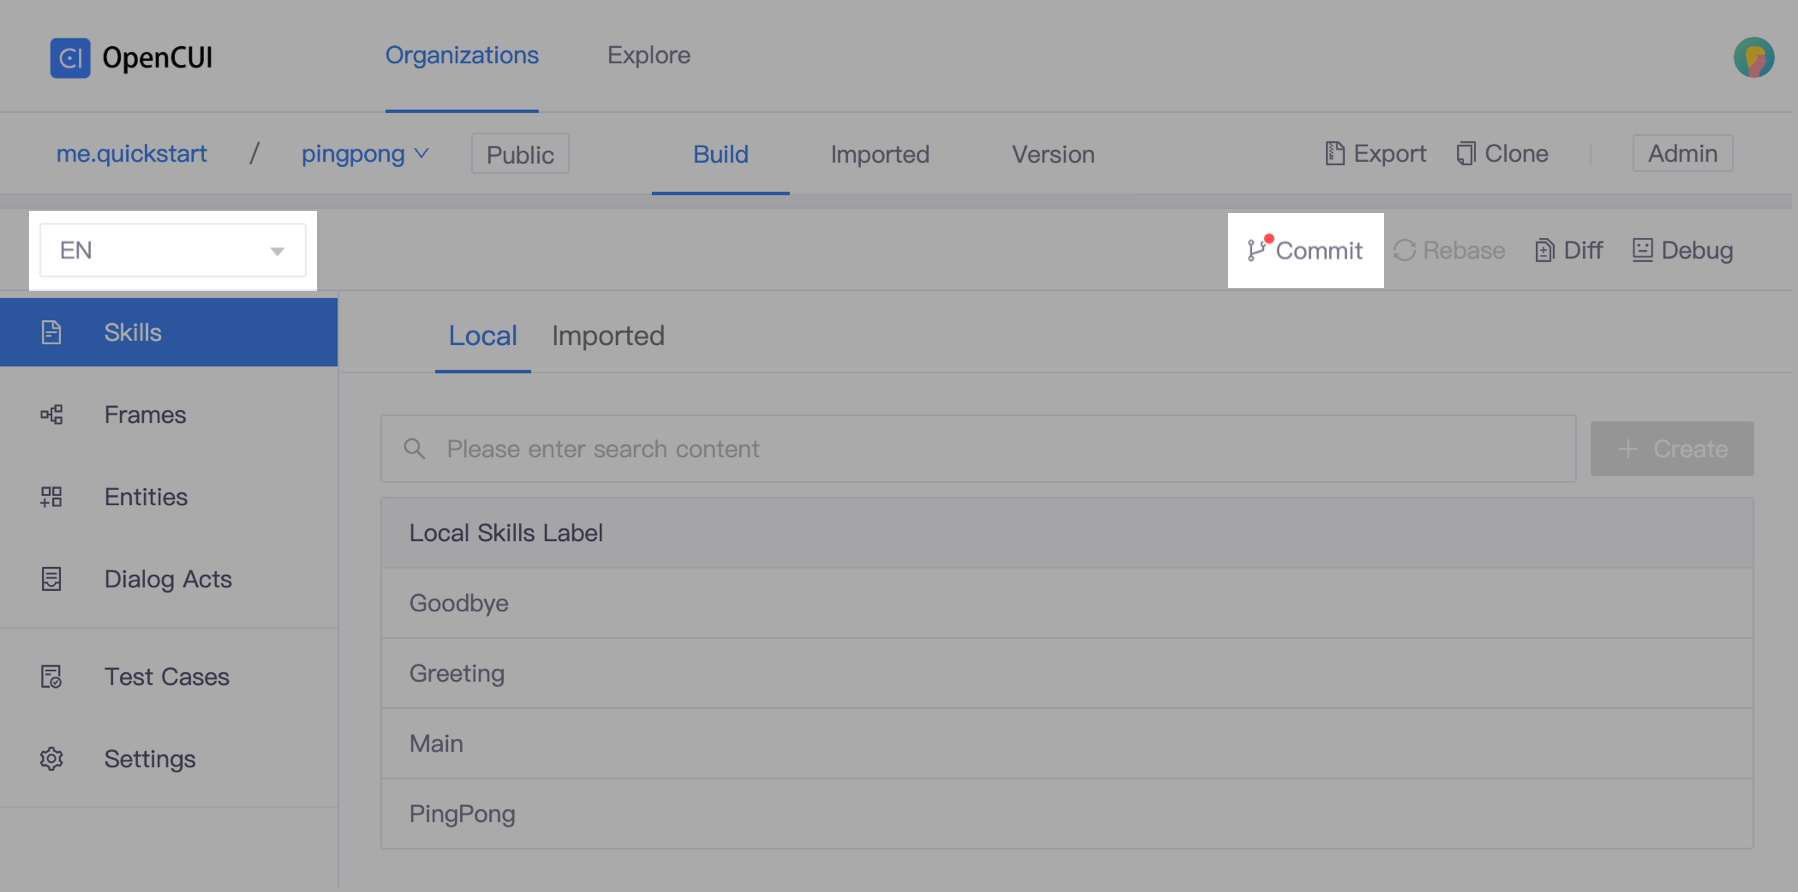 CI OpenCUI
Organizations Explore
me.quickstart / pingpong Public Build Imported Version Export Clone Admin
EN Commit Rebase Diff Debug
Skills
Local Imported
Frames
Please enter search content + Create
Entities
Local Skills Label
Dialog Acts
Goodbye
Test Cases
Greeting
Main
Settings
PingPong